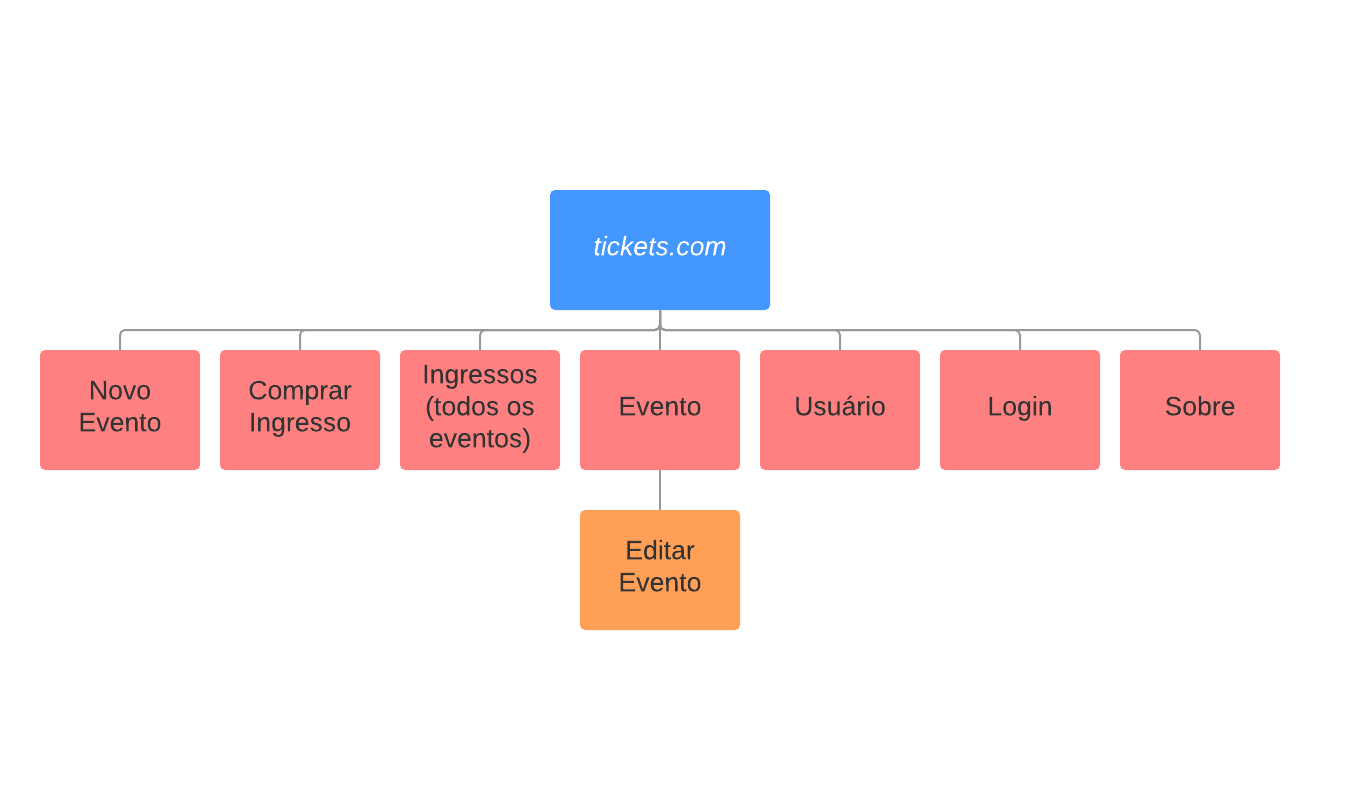 tickets.com
Novo
Evento
Comprar
Ingresso
Ingressos
(todos os
eventos)
Evento
Usuário
Login
Sobre
Editar
Evento